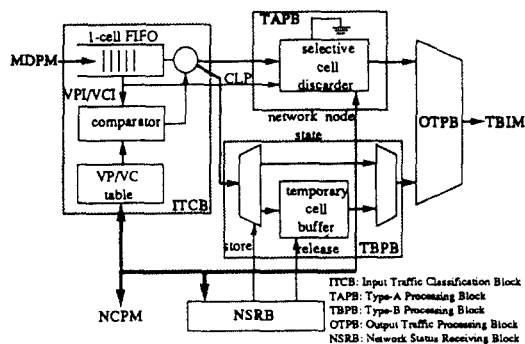 TAPB
1-cell FIFO
MDPM
selective
cell
discarder
CLP
VPI/VCI
comparator
network node
state
OTPB
TBIM
VP/VC
table
ITCB
temporary
cell
buffer
store
release
TBPB
NCPM
NSRB
ITCB: Input Traffic Classification Block
TAPB: Type-A Processing Block
TBPB: Type-B Processing Block
OTPB: Output Traffic Processing Block
NSRB: Network Status Receiving Block